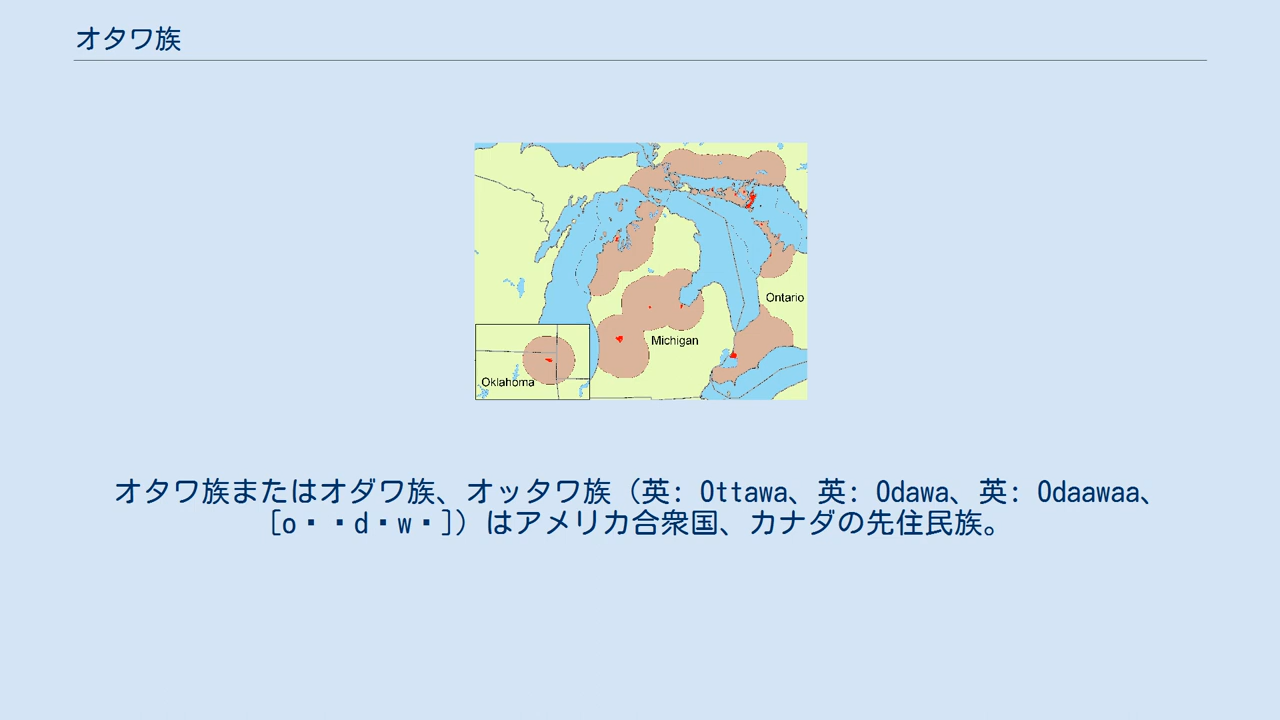 オタワ族
Ontario
Michigan
Oklahoma
オタワ族またはオダワ族、オッタワ族（英: Ottawa、英: Odawa、英: Odaawaa、
[o▪▪d▪w▪]）はアメリカ合衆国、カナダの先住民族。